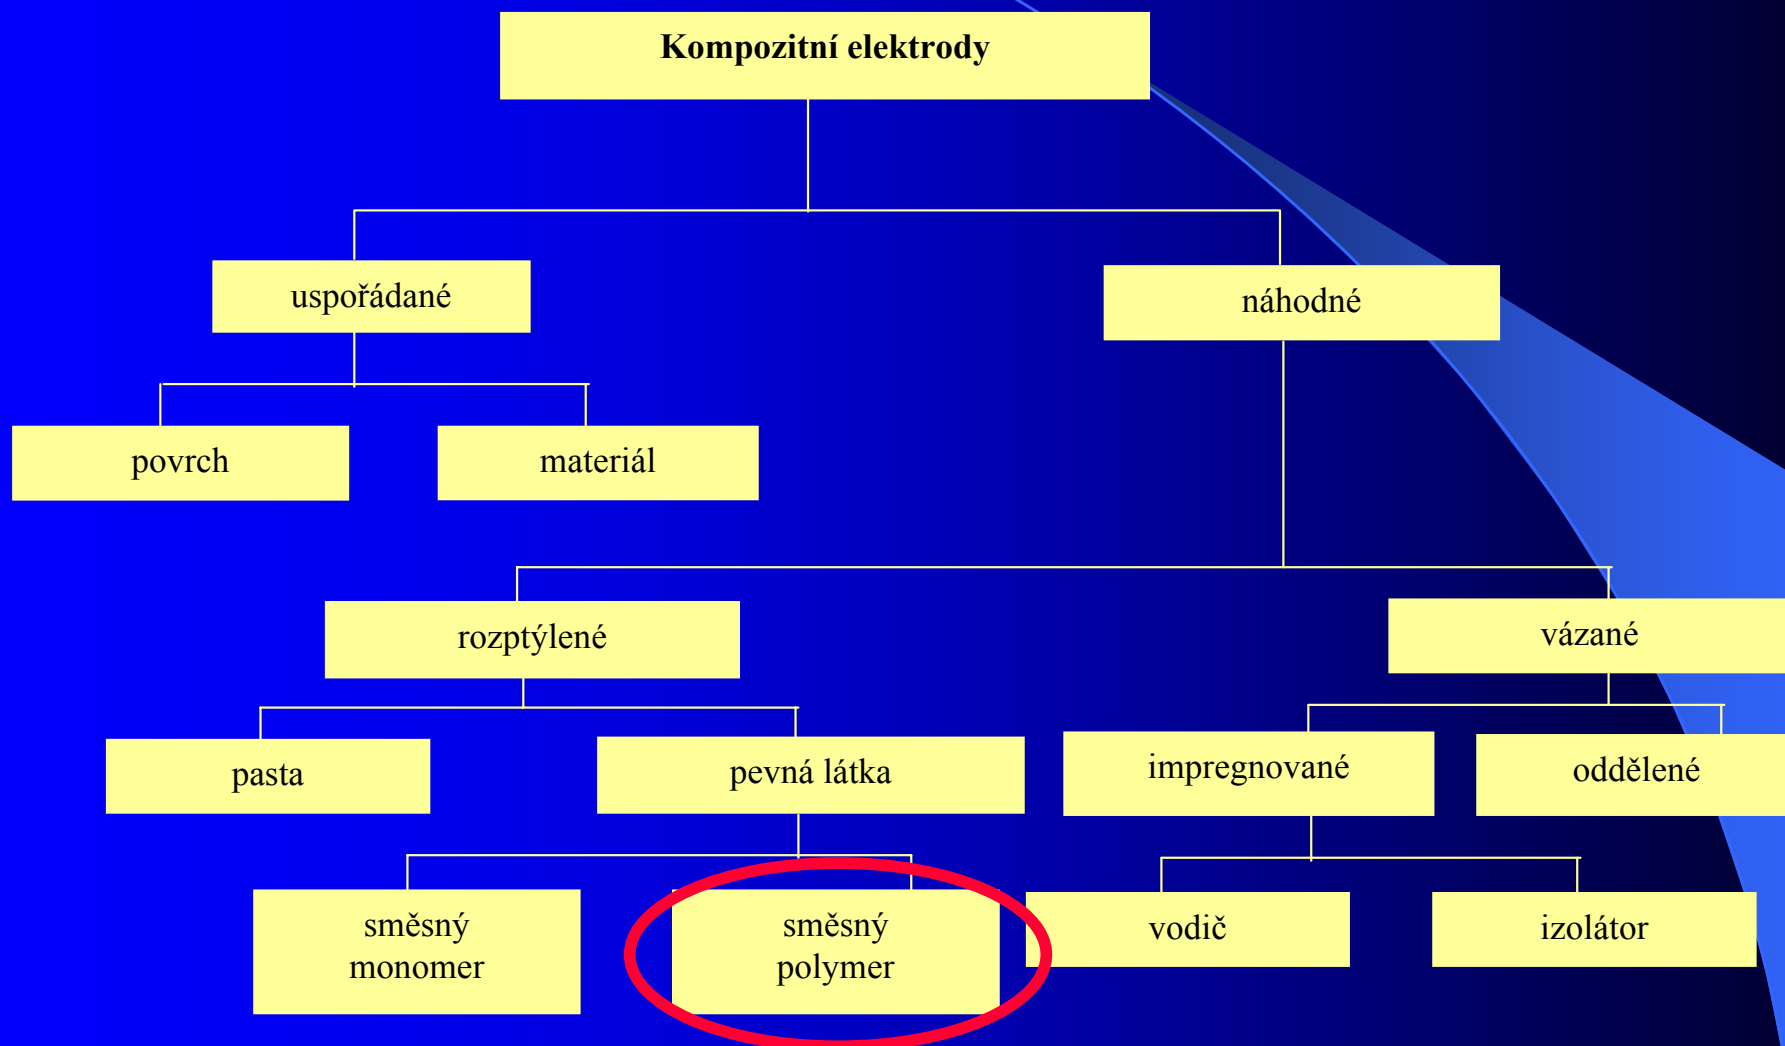 Kompozitní elektrody
uspořádané
náhodné
povrch
materiál
rozptýlené
vázané
pasta
pevná látka
impregnované
oddělené
směsný
monomer
směsný
polymer
vodič
izolátor